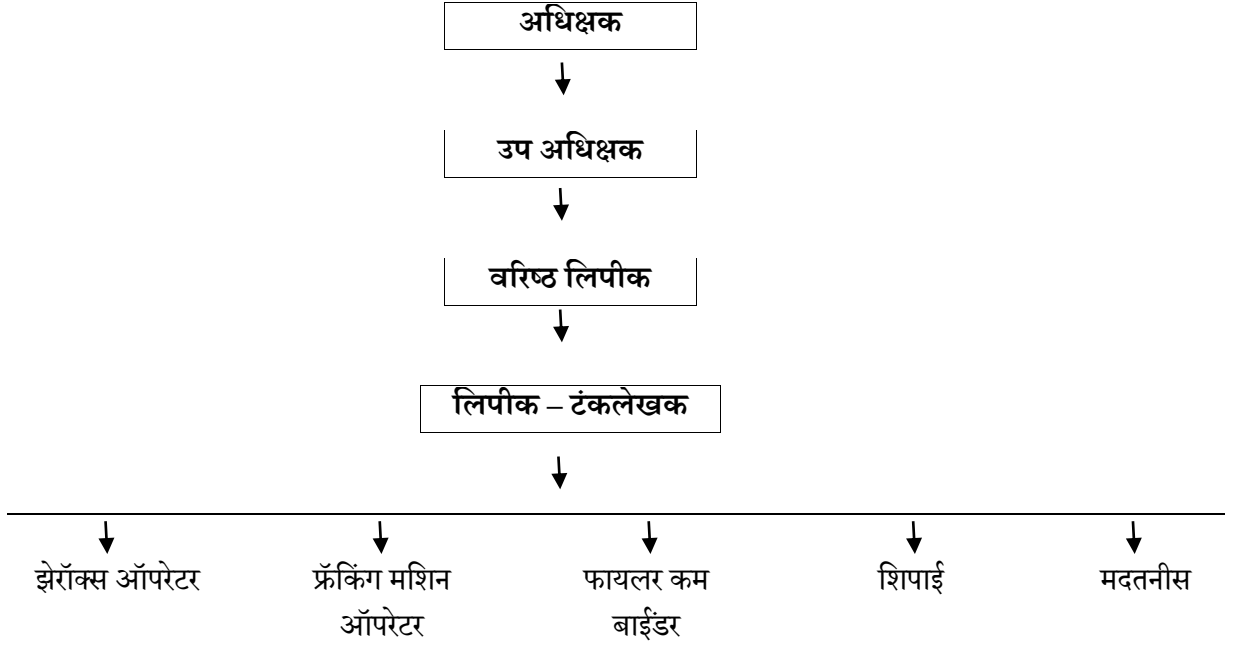 अधिक्षक
उप अधिक्षक
वरिष्ठ लिपीक
लिपीक – टंकलेखक
झेरॉक्स ऑपरेटर
फ्रॅकिंग मशिन
ऑपरेटर
फायलर कम
बाईंडर
शिपाई
मदतनीस